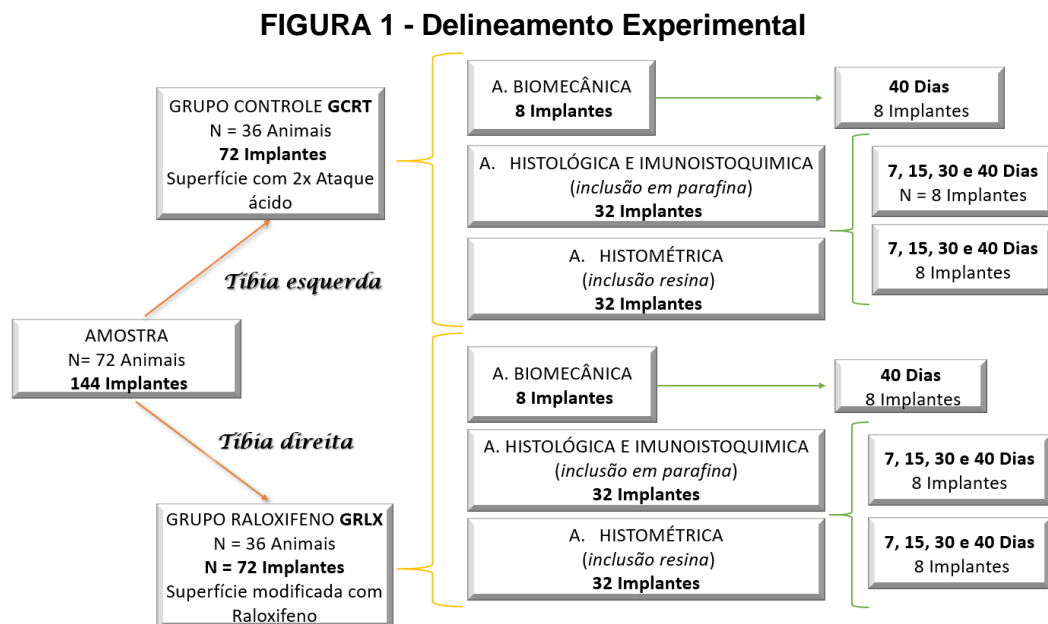 FIGURA 1 - Delineamento Experimental
GRUPO CONTROLE GCRT
N = 36 Animais
72 Implantes
Superfície com 2x Ataque
ácido
A. BIOMECÂNICA
8 Implantes
40 Dias
8 Implantes
A. HISTOLÓGICA E IMUNOISTOQUIMICA
(inclusão em parafina)
32 Implantes
7, 15, 30 e 40 Dias
N = 8 Implantes
A. HISTOMÉTRICA
(inclusão resina)
32 Implantes
7, 15, 30 e 40 Dias
8 Implantes
Tíbia esquerda
AMOSTRA
N= 72 Animais
144 Implantes
Tíbia direita
GRUPO RALOXIFENO GRLX
N = 36 Animais
N = 72 Implantes
Superfície modificada com
Raloxifeno
A. BIOMECÂNICA
8 Implantes
40 Dias
8 Implantes
A. HISTOLÓGICA E IMUNOISTOQUIMICA
(inclusão em parafina)
32 Implantes
7, 15, 30 e 40 Dias
8 Implantes
A. HISTOMÉTRICA
(inclusão resina)
32 Implantes
7, 15, 30 e 40 Dias
8 Implantes